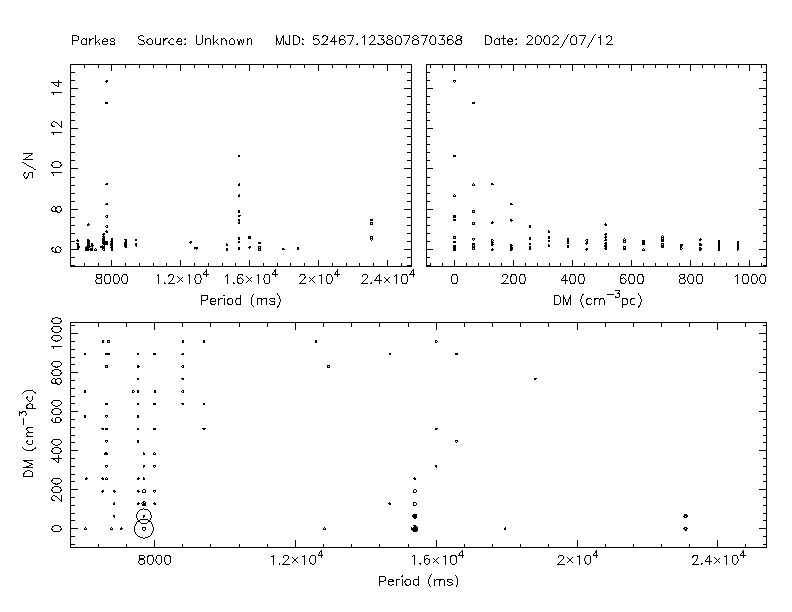 Parkes Source: Unknown MJD: 52467.123807870368 Date: 2002/07/12
14
12
10
8
6
S/N
8000 1.2×10⁴ 1.6×10⁴ 2×10⁴ 2.4×10⁴
Period (ms)
0 200 400 600 800 1000
DM (cm⁻³pc)
1000
800
600
400
200
0
DM (cm⁻³pc)
8000 1.2×10⁴ 1.6×10⁴ 2×10⁴ 2.4×10⁴
Period (ms)